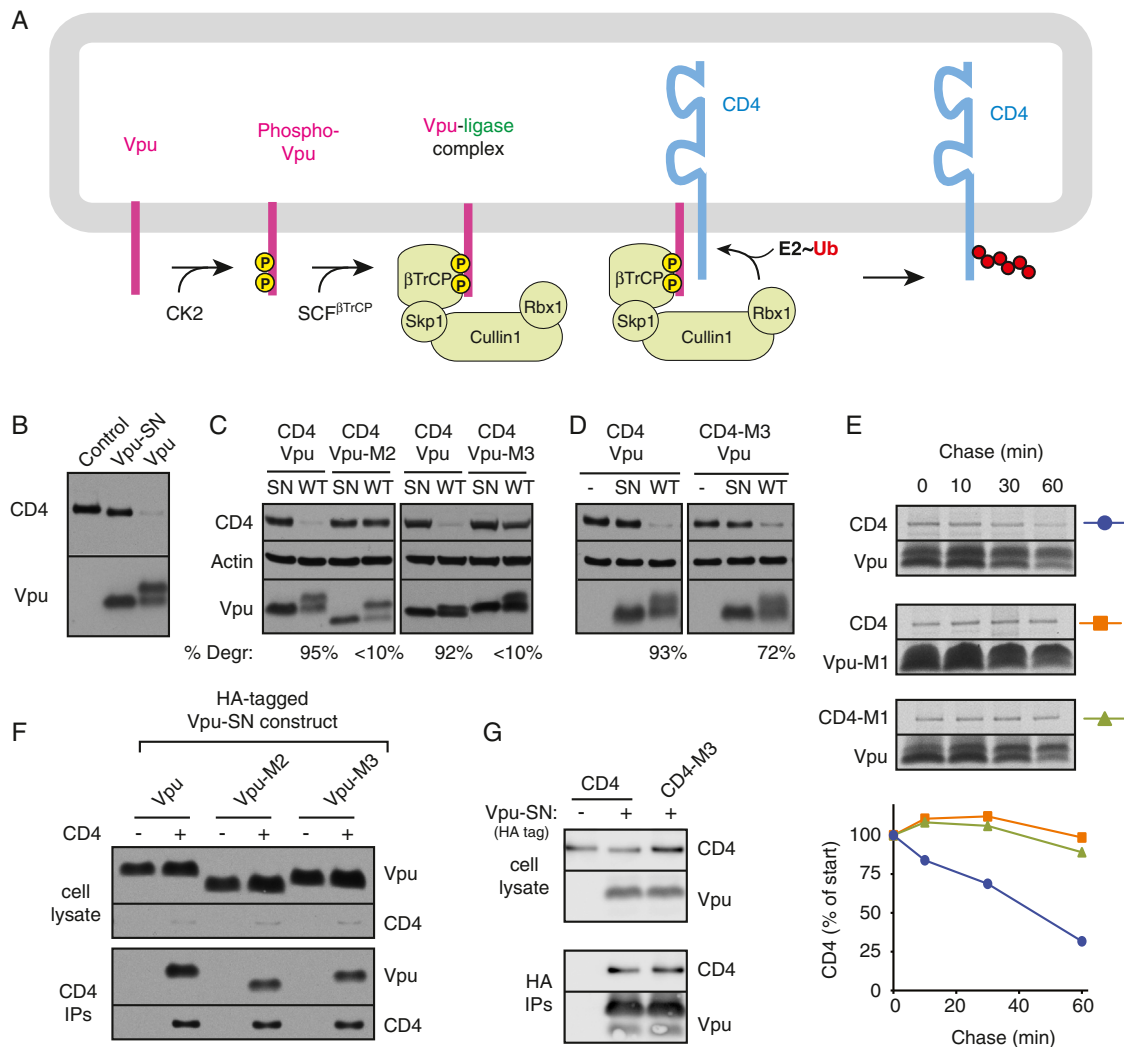 A
Vpu
Phospho-
Vpu
Vpu-ligase
complex
CD4
CD4
P
P
CK2
SCFβTrCP
βTrCP
P
P
Skp1
Cullin1
Rbx1
βTrCP
P
P
Skp1
Cullin1
Rbx1
E2~Ub
B
Control
Vpu-SN
Vpu
CD4
Vpu
C
CD4 CD4 CD4 CD4
Vpu Vpu-M2 Vpu Vpu-M3
SN WT SN WT SN WT SN WT
CD4
Actin
Vpu
% Degr: 95% <10% 92% <10%
D
CD4 CD4-M3
Vpu Vpu
- SN WT - SN WT
93% 72%
E
Chase (min)
0 10 30 60
CD4
Vpu
CD4
Vpu-M1
CD4-M1
Vpu
100
75
50
25
0
CD4 (% of start)
0 20 40 60
Chase (min)
F
HA-tagged
Vpu-SN construct
Vpu
Vpu-M2
Vpu-M3
CD4 - + - + - +
cell
lysate
Vpu
CD4
CD4
IPs
Vpu
CD4
G
CD4
CD4-M3
Vpu-SN: - + +
(HA tag)
cell
lysate
CD4
Vpu
HA
IPs
CD4
Vpu